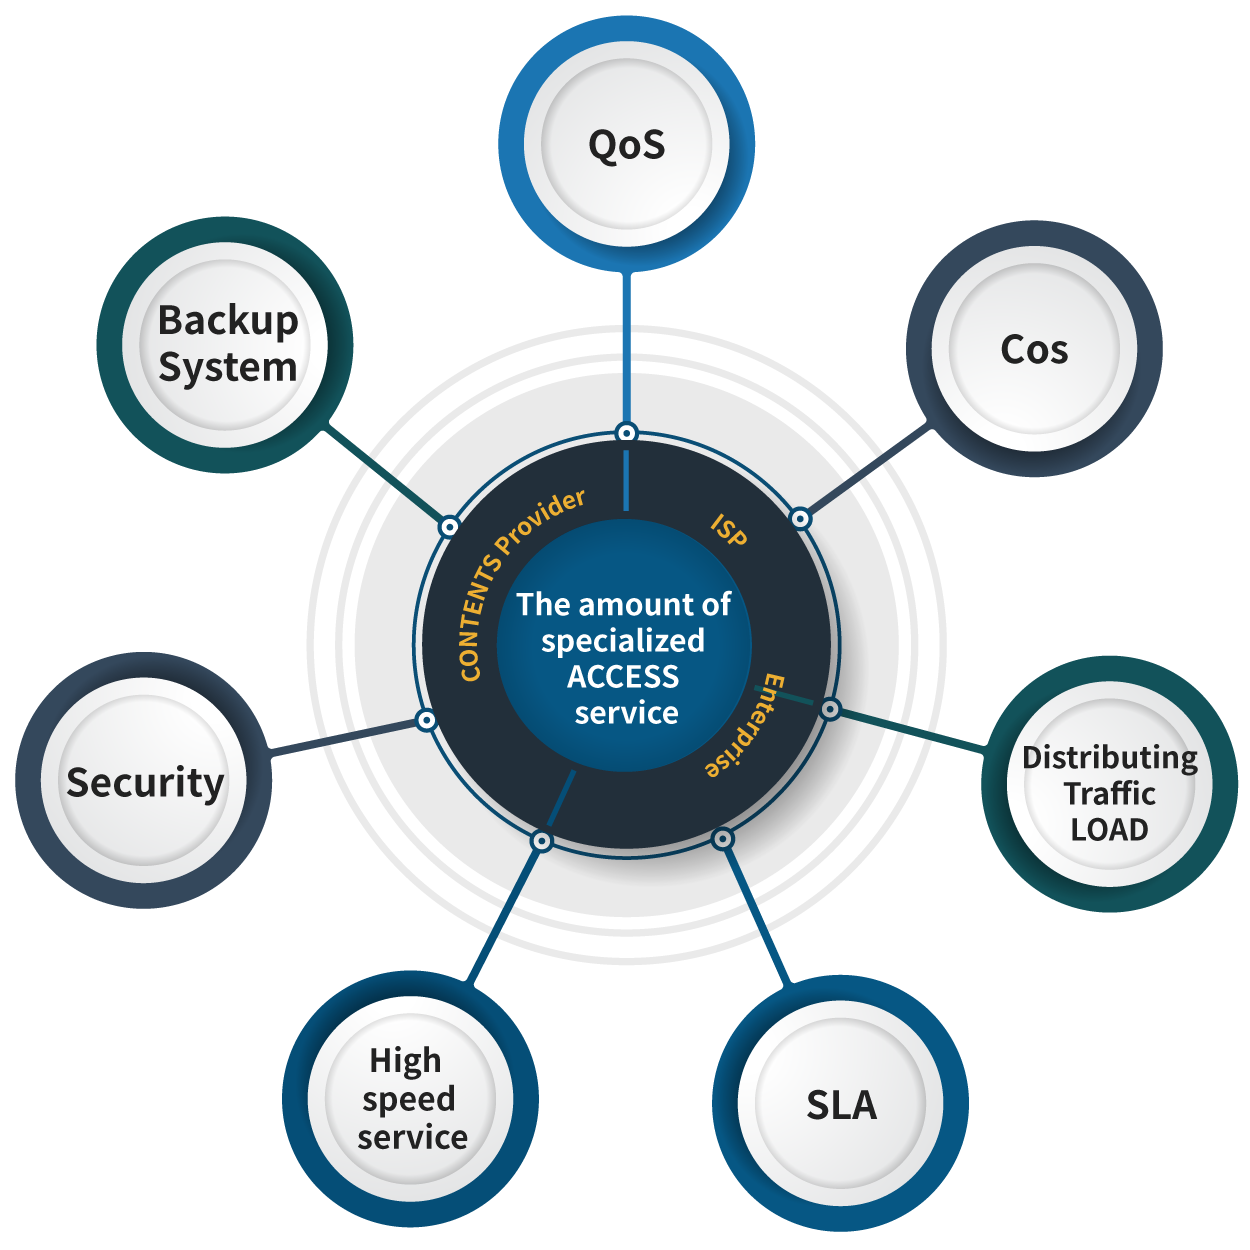 QoS
Backup
System
Cos
CONTENTS Provider
ISP
The amount of
specialized
ACCESS
service
Enterprise
Security
Distributing
Traffic
LOAD
High
speed
service
SLA